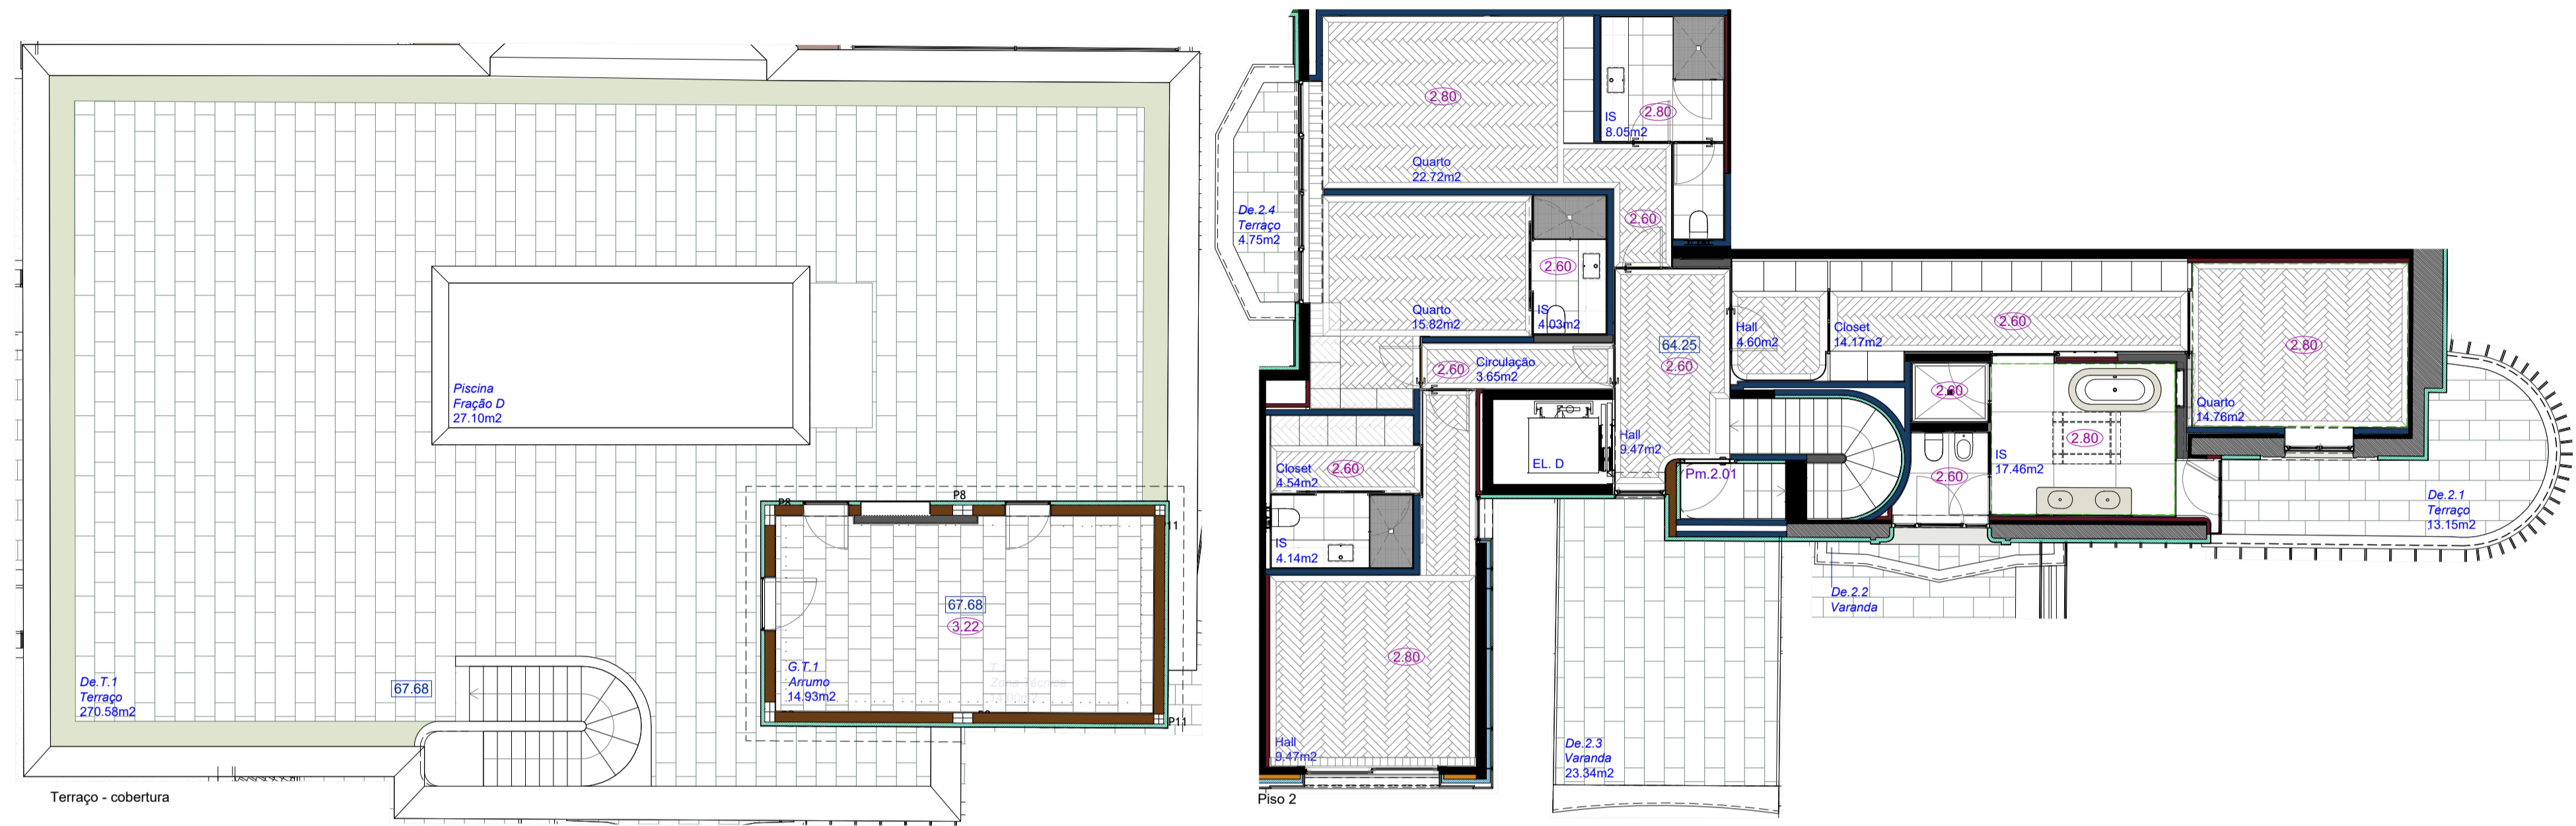 Piscina
Fração D
27.10m2
De.T.1
Terraço
270.58m2
67.68
P8
P8
P11
67.68
3.22
G.T.1
Arrumo
14.93m2
Zona Técnica
P11
Terraço - cobertura
2.80
Quarto
22.72m2
IS
8.05m2
2.80
De.2.4
Terraço
4.75m2
2.60
2.60
Quarto
15.82m2
IS
4.03m2
Circulação
3.65m2
2.60
64.25
2.60
Hall
4.60m2
Closet
14.17m2
2.60
2.80
Quarto
14.76m2
2.60
2.80
IS
17.46m2
2.60
Hall
9.47m2
EL. D
Pm.2.01
Closet
4.54m2
2.60
IS
4.14m2
De.2.1
Terraço
13.15m2
De.2.2
Varanda
2.80
Hall
9.47m2
De.2.3
Varanda
23.34m2
Piso 2